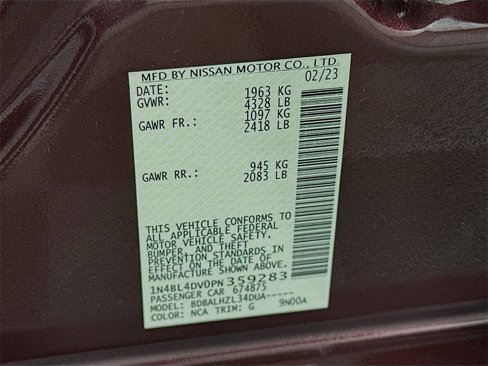 MFD BY NISSAN MOTOR CO., LTD.
DATE: 02/23
GVWR: 1963 KG
4328 LB
GAWR FR.: 1097 KG
2418 LB
GAWR RR.: 945 KG
2083 LB
THIS VEHICLE CONFORMS TO
ALL APPLICABLE FEDERAL
MOTOR VEHICLE SAFETY,
BUMPER, AND THEFT
PREVENTION STANDARDS
IN EFFECT ON THE DATE OF
MANUFACTURE SHOWN ABOVE.
1N4BL4DV0PN359283
PASSENGER CAR 674875
MODEL: BDBALHZL34DUA-----
COLOR: NCA TRIM: G 9N00A